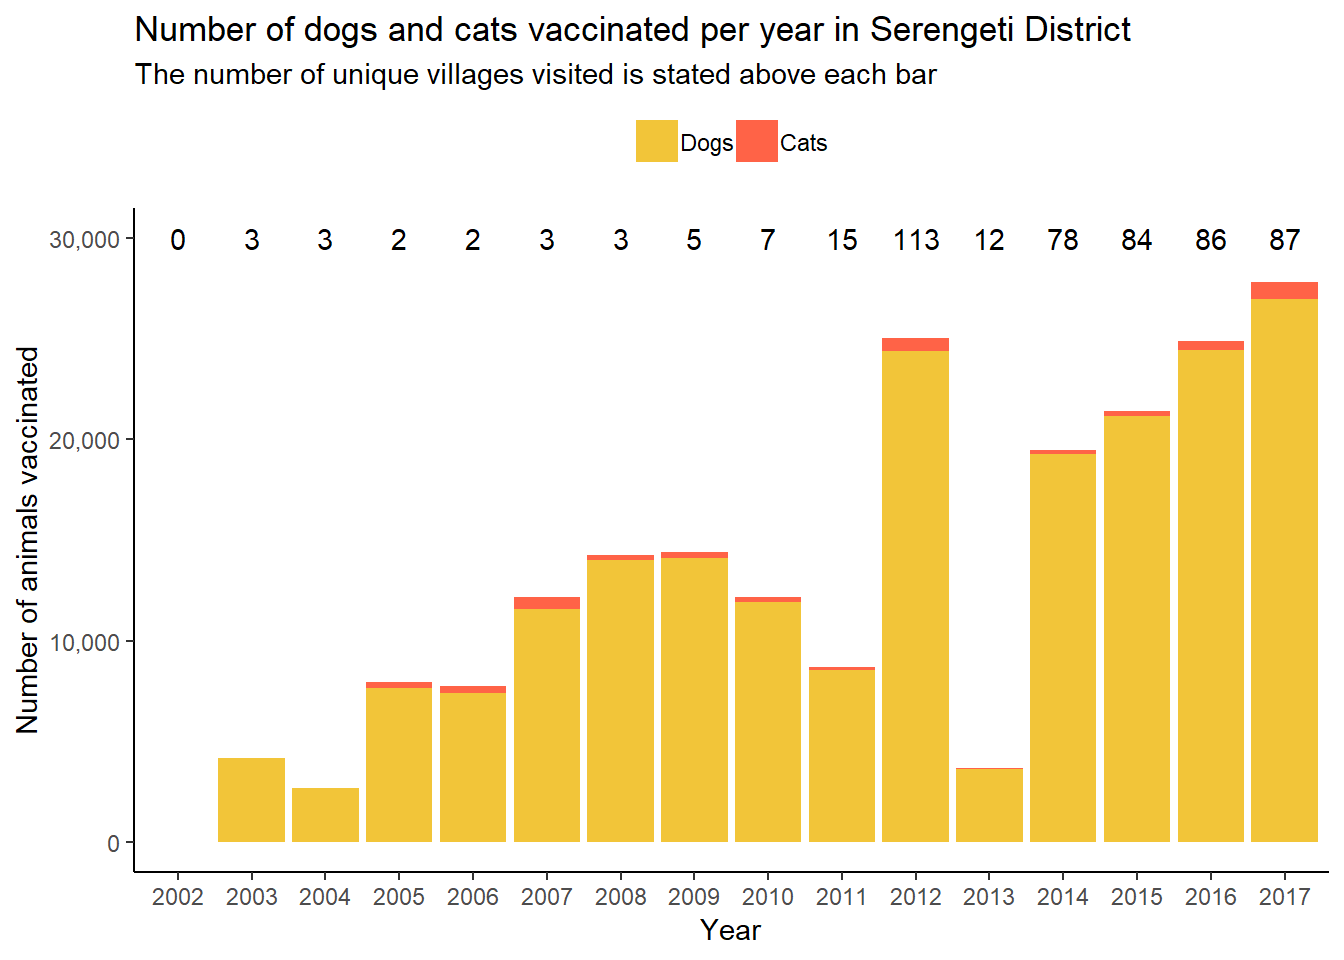 Number of dogs and cats vaccinated per year in Serengeti District
The number of unique villages visited is stated above each bar
Dogs Cats
30,000
0 3 3 2 2 3 3 5 7 15 113 12 78 84 86 87
20,000
10,000
0
Number of animals vaccinated
2002 2003 2004 2005 2006 2007 2008 2009 2010 2011 2012 2013 2014 2015 2016 2017
Year